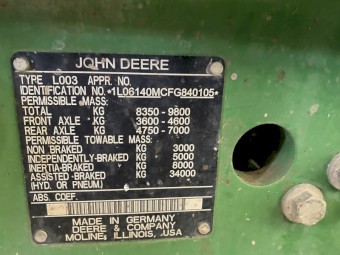 JOHN DEERE
TYPE L003 APPR NO.
IDENTIFICATION NO. *1L06140MCFG840105*
PERMISSIBLE MASS:
TOTAL KG 8350 - 9800
FRONT AXLE KG 3600 - 4600
REAR AXLE KG 4750 - 7000
PERMISSIBLE TOWABLE MASS:
NON BRAKED KG 3000
INDEPENDENTLY-BRAKED KG 5000
INERTIA-BRAKED KG 8000
ASSISTED-BRAKED KG 34000
(HYD. OR PNEUM)
ABS. COEF.
MADE IN GERMANY
DEERE & COMPANY
MOLINE, ILLINOIS, USA